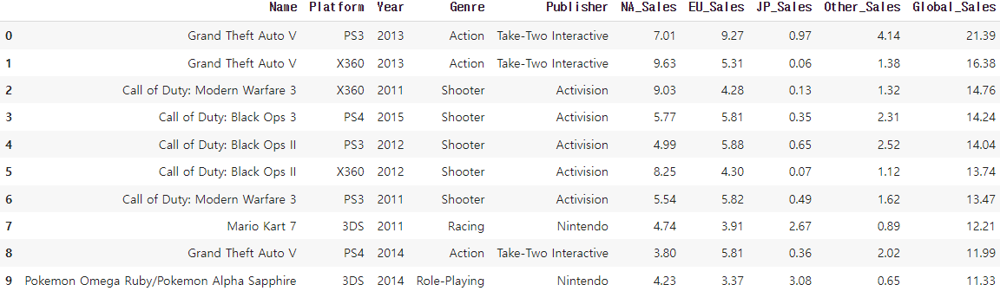 Name Platform Year Genre Publisher NA_Sales EU_Sales JP_Sales Other_Sales Global_Sales
0 Grand Theft Auto V PS3 2013 Action Take-Two Interactive 7.01 9.27 0.97 4.14 21.39
1 Grand Theft Auto V X360 2013 Action Take-Two Interactive 9.63 5.31 0.06 1.38 16.38
2 Call of Duty: Modern Warfare 3 X360 2011 Shooter Activision 9.03 4.28 0.13 1.32 14.76
3 Call of Duty: Black Ops 3 PS4 2015 Shooter Activision 5.77 5.81 0.35 2.31 14.24
4 Call of Duty: Black Ops II PS3 2012 Shooter Activision 4.99 5.88 0.65 2.52 14.04
5 Call of Duty: Black Ops II X360 2012 Shooter Activision 8.25 4.30 0.07 1.12 13.74
6 Call of Duty: Modern Warfare 3 PS3 2011 Shooter Activision 5.54 5.82 0.49 1.62 13.47
7 Mario Kart 7 3DS 2011 Racing Nintendo 4.74 3.91 2.67 0.89 12.21
8 Grand Theft Auto V PS4 2014 Action Take-Two Interactive 3.80 5.81 0.36 2.02 11.99
9 Pokemon Omega Ruby/Pokemon Alpha Sapphire 3DS 2014 Role-Playing Nintendo 4.23 3.37 3.08 0.65 11.33